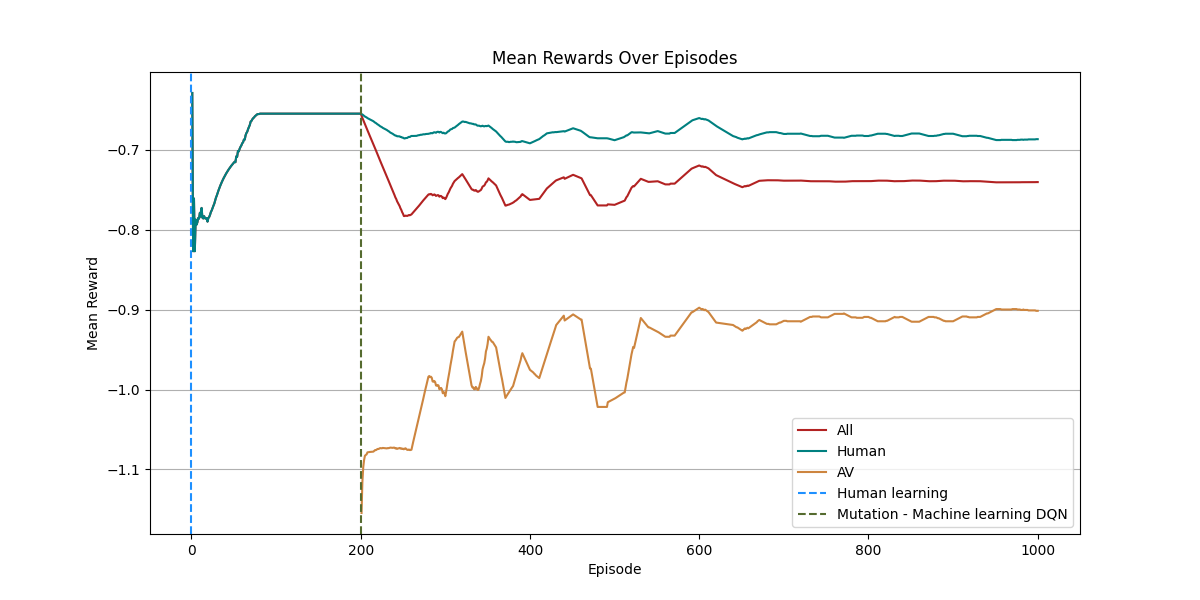 Mean Rewards Over Episodes
Mean Reward
−0.7
−0.8
−0.9
−1.0
−1.1
0
200
400
600
800
1000
Episode
All
Human
AV
Human learning
Mutation - Machine learning DQN